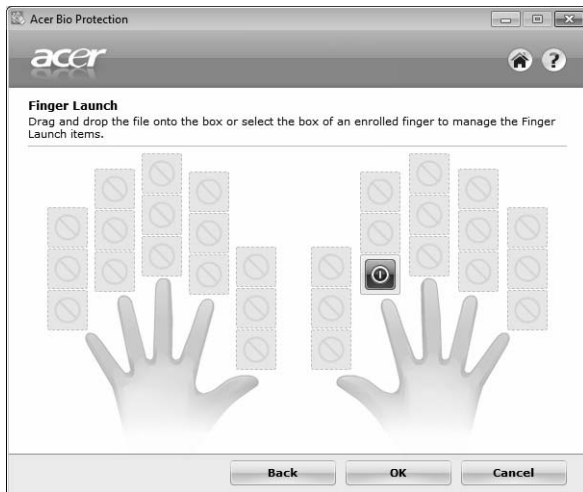 Acer Bio Protection
acer
?
Finger Launch
Drag and drop the file onto the box or select the box of an enrolled finger to manage the Finger
Launch items.
Back OK Cancel